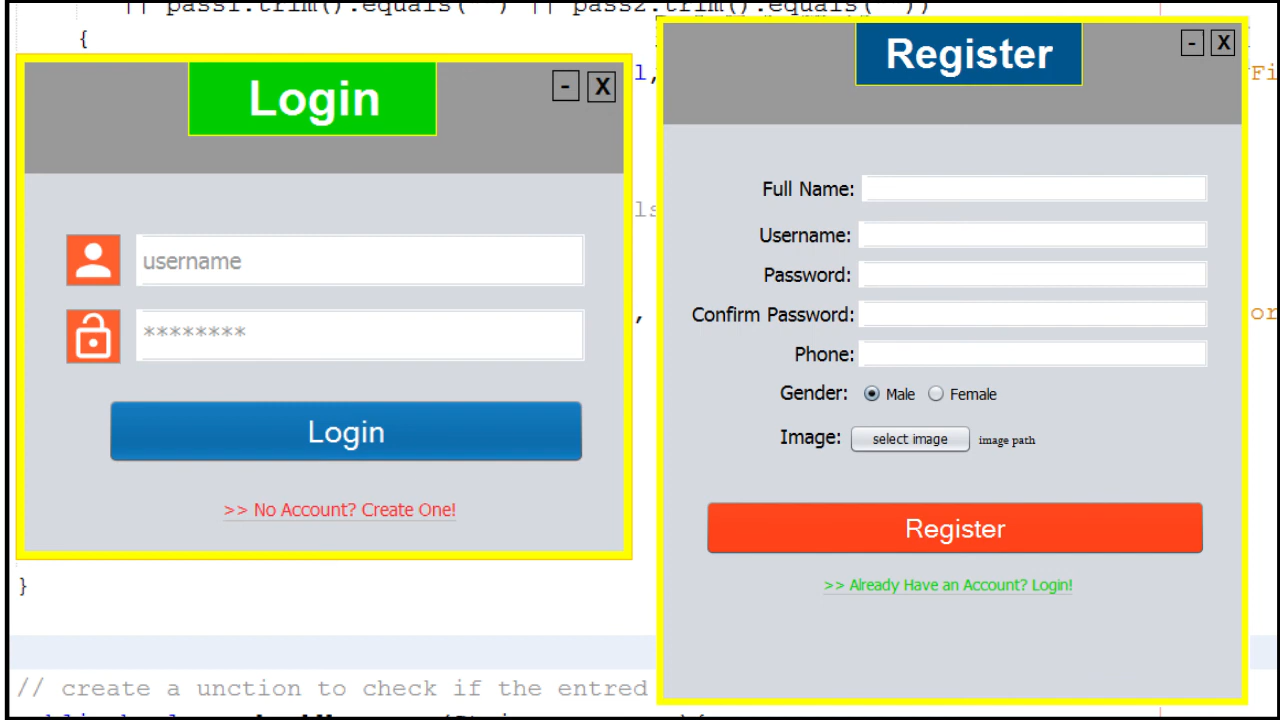 || pass1.trim().equals(" ") || pass2.trim().equals(" "))
{
Login
- X
username
********
Login
>> No Account? Create One!
Register
- X
Full Name:
Username:
Password:
Confirm Password:
Phone:
Gender: Male Female
Image: select image image path
Register
>> Already Have an Account? Login!
}
// create a unction to check if the entred